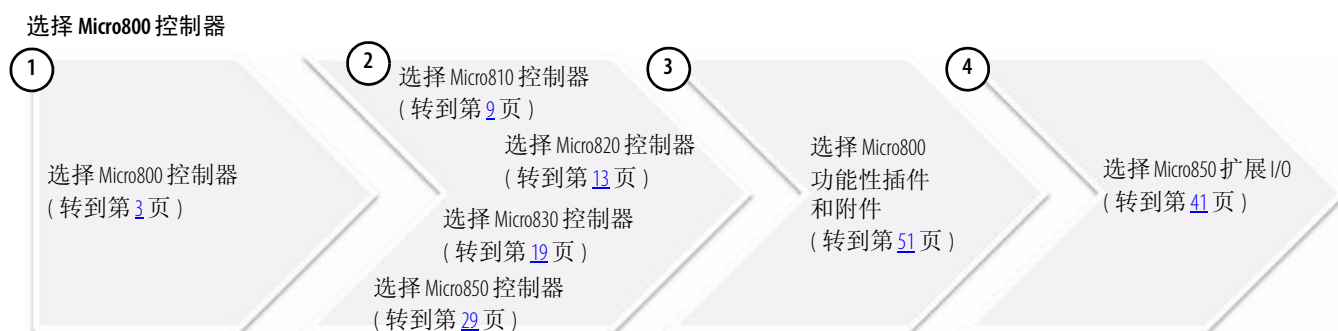 选择 Micro800 控制器
1
选择 Micro800 控制器
( 转到第 3 页 )
2
选择 Micro810 控制器
( 转到第 9 页 )
选择 Micro820 控制器
( 转到第 13 页 )
选择 Micro830 控制器
( 转到第 19 页 )
选择 Micro850 控制器
( 转到第 29 页 )
3
选择 Micro800
功能性插件
和附件
( 转到第 51 页 )
4
选择 Micro850 扩展 I/O
( 转到第 41 页 )